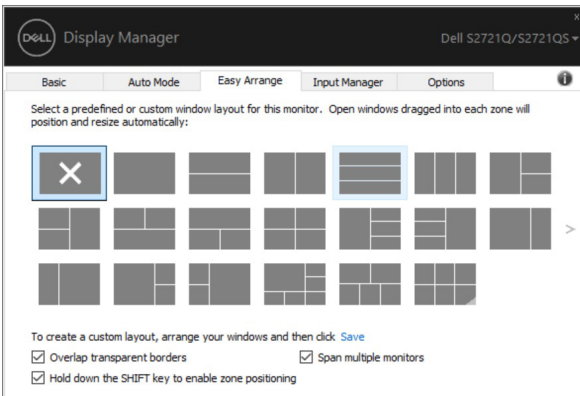 DELL Display Manager
Dell S2721Q/S2721QS
Basic Auto Mode Easy Arrange Input Manager Options
Select a predefined or custom window layout for this monitor. Open windows dragged into each zone will
position and resize automatically:
To create a custom layout, arrange your windows and then click Save
Overlap transparent borders Span multiple monitors
Hold down the SHIFT key to enable zone positioning